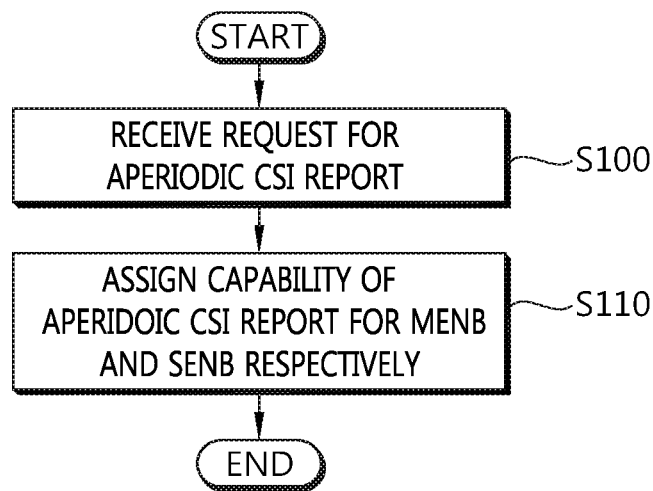 START
RECEIVE REQUEST FOR
APERIODIC CSI REPORT
S100
ASSIGN CAPABILITY OF
APERIDOIC CSI REPORT FOR MENB
AND SENB RESPECTIVELY
S110
END